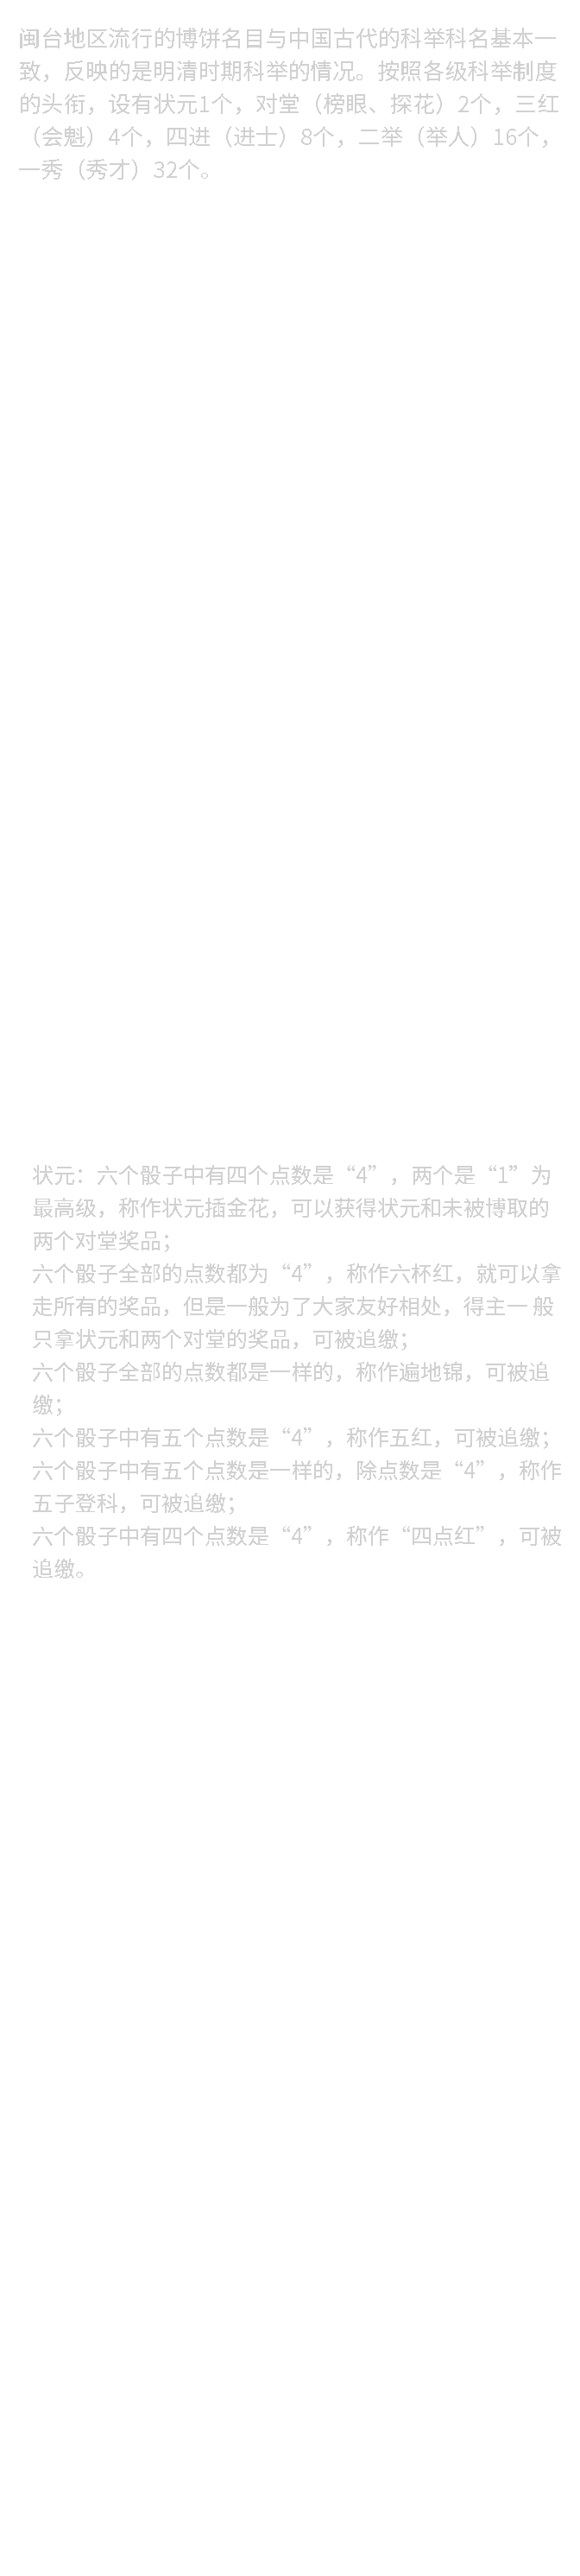 闽台地区流行的博饼名目与中国古代的科举科名基本一
致，反映的是明清时期科举的情况。按照各级科举制度
的头衔，设有状元1个，对堂（榜眼、探花）2个，三红
（会魁）4个，四进（进士）8个，二举（举人）16个，
一秀（秀才）32个。
状元：六个骰子中有四个点数是“4”，两个是“1”为
最高级，称作状元插金花，可以获得状元和未被博取的
两个对堂奖品；
六个骰子全部的点数都为“4”，称作六杯红，就可以拿
走所有的奖品，但是一般为了大家友好相处，得主一 般
只拿状元和两个对堂的奖品，可被追缴；
六个骰子全部的点数都是一样的，称作遍地锦，可被追
缴；
六个骰子中有五个点数是“4”，称作五红，可被追缴；
六个骰子中有五个点数是一样的，除点数是“4”，称作
五子登科，可被追缴；
六个骰子中有四个点数是“4”，称作“四点红”，可被
追缴。